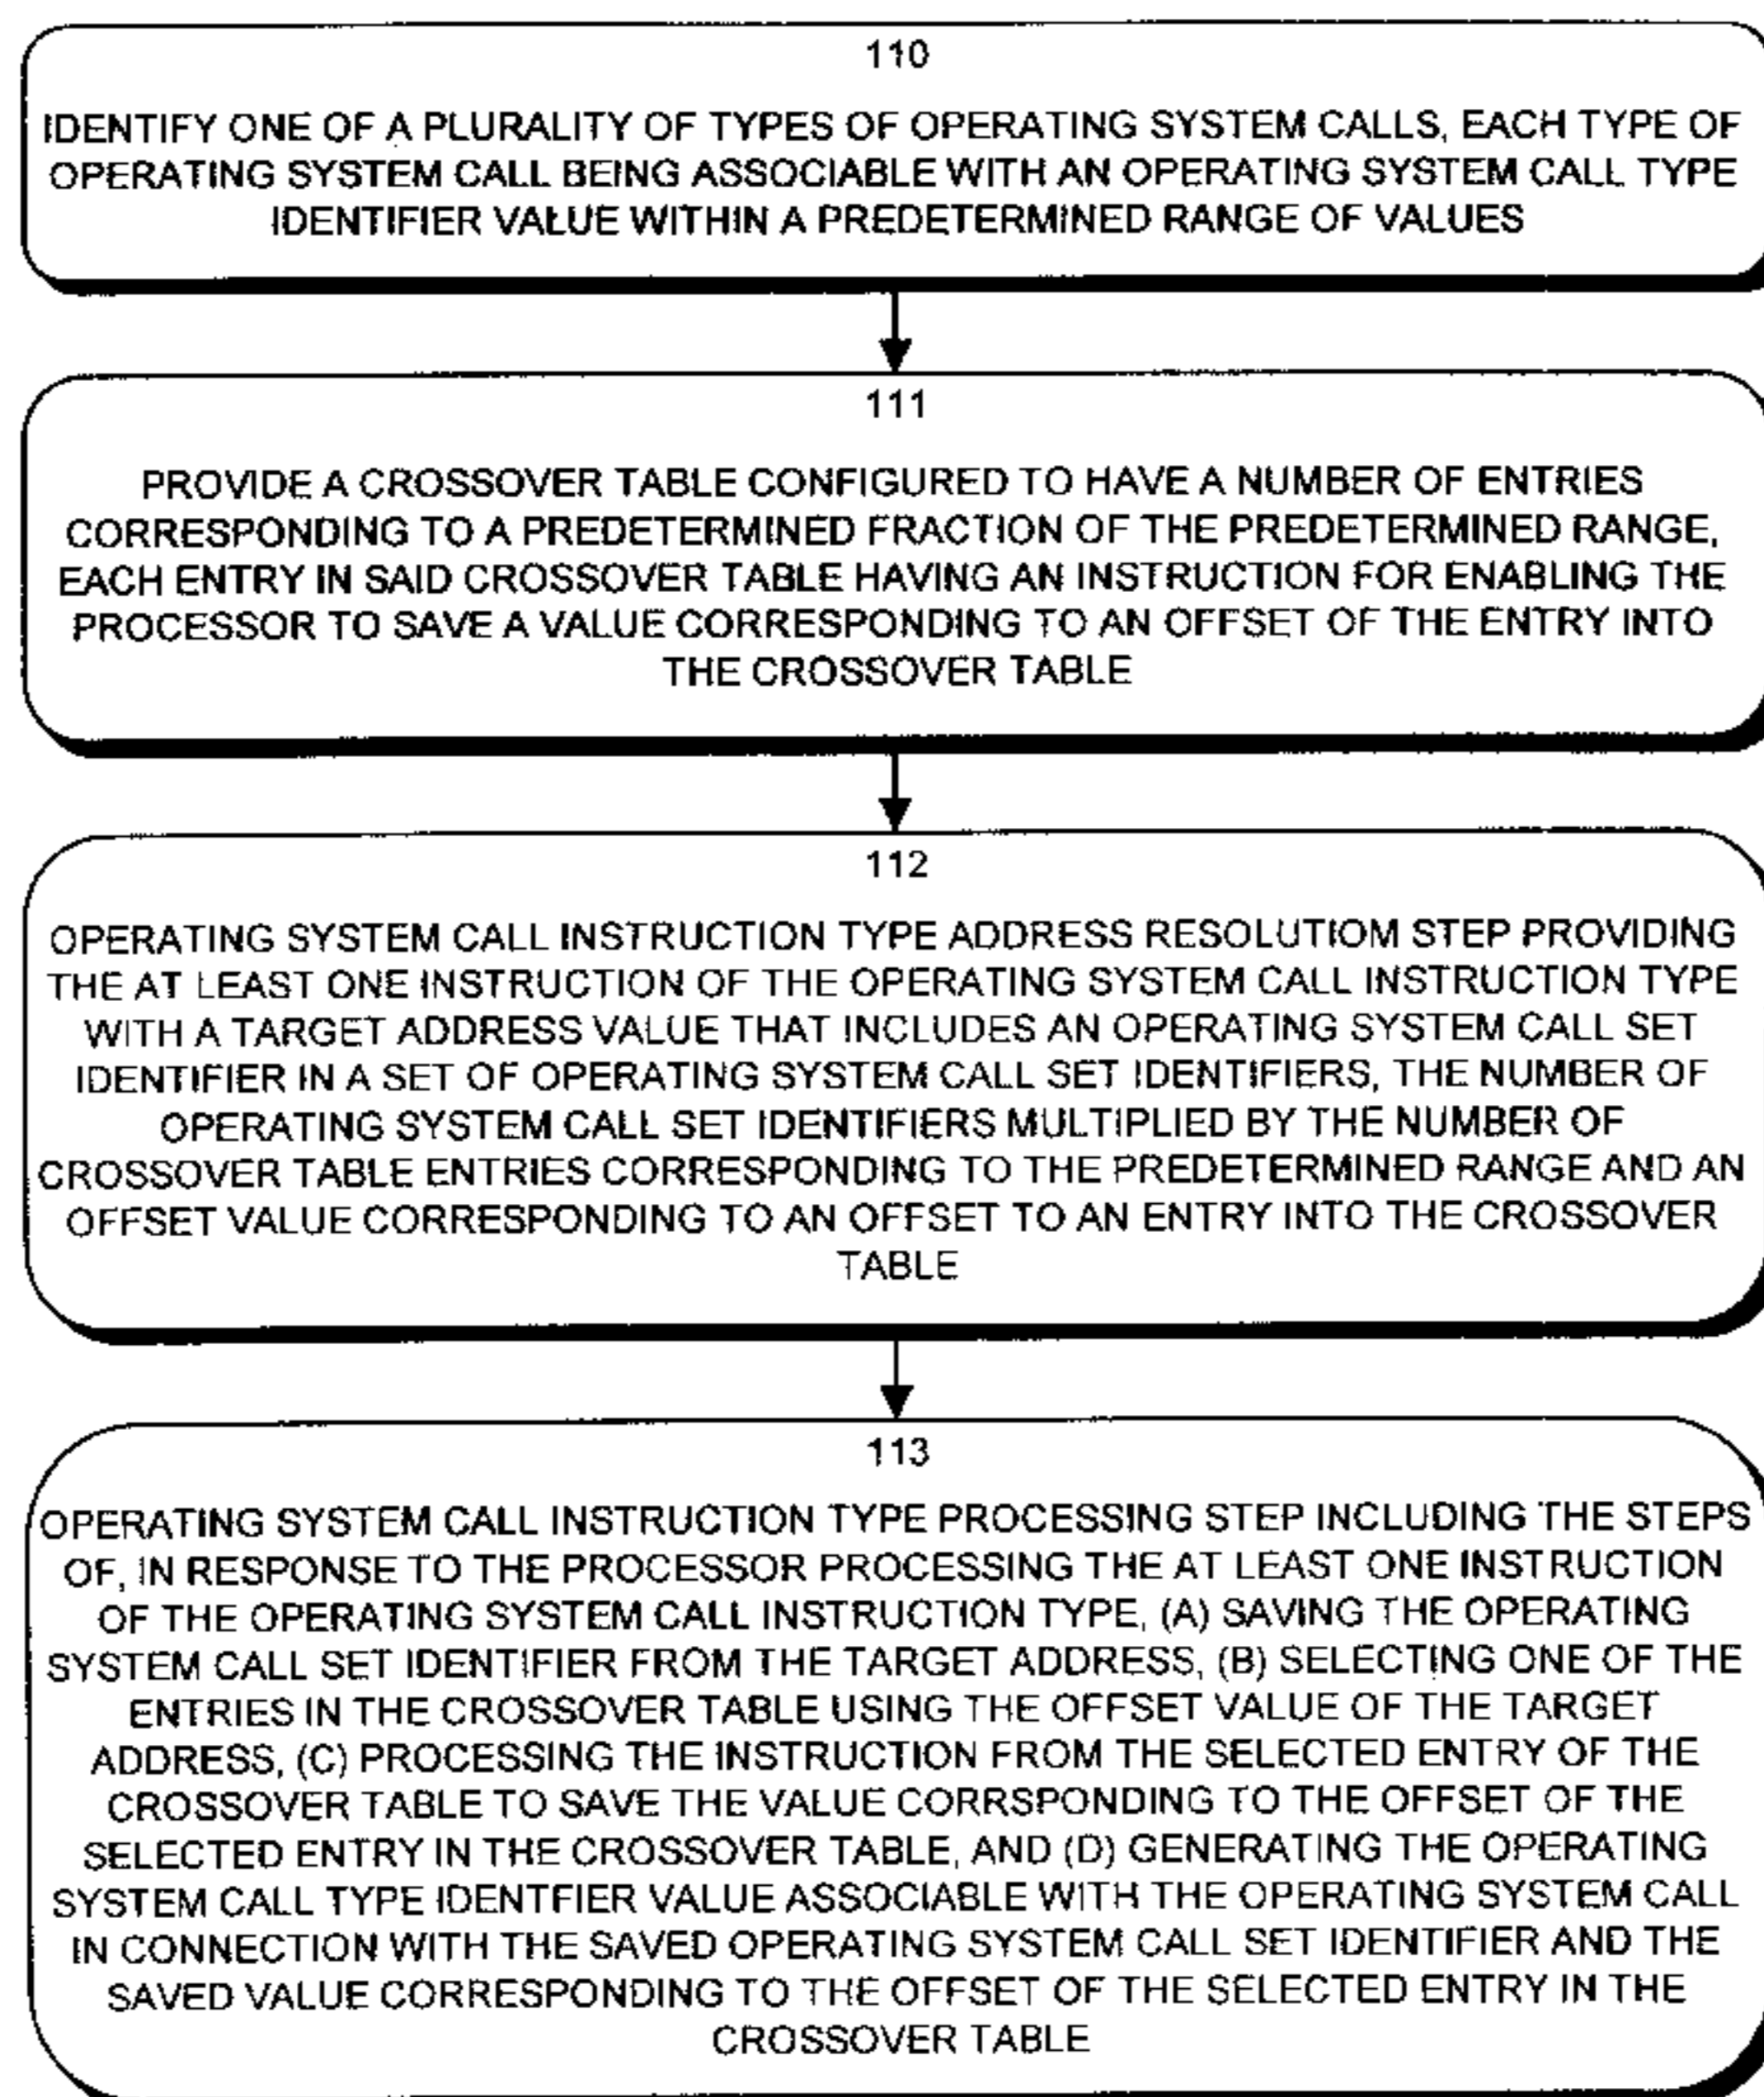 110
IDENTIFY ONE OF A PLURALITY OF TYPES OF OPERATING SYSTEM CALLS, EACH TYPE OF
OPERATING SYSTEM CALL BEING ASSOCIABLE WITH AN OPERATING SYSTEM CALL TYPE
IDENTIFIER VALUE WITHIN A PREDETERMINED RANGE OF VALUES
111
PROVIDE A CROSSOVER TABLE CONFIGURED TO HAVE A NUMBER OF ENTRIES
CORRESPONDING TO A PREDETERMINED FRACTION OF THE PREDETERMINED RANGE,
EACH ENTRY IN SAID CROSSOVER TABLE HAVING AN INSTRUCTION FOR ENABLING THE
PROCESSOR TO SAVE A VALUE CORRESPONDING TO AN OFFSET OF THE ENTRY INTO
THE CROSSOVER TABLE
112
OPERATING SYSTEM CALL INSTRUCTION TYPE ADDRESS RESOLUTIOM STEP PROVIDING
THE AT LEAST ONE INSTRUCTION OF THE OPERATING SYSTEM CALL INSTRUCTION TYPE
WITH A TARGET ADDRESS VALUE THAT INCLUDES AN OPERATING SYSTEM CALL SET
IDENTIFIER IN A SET OF OPERATING SYSTEM CALL SET IDENTIFIERS, THE NUMBER OF
OPERATING SYSTEM CALL SET IDENTIFIERS MULTIPLIED BY THE NUMBER OF
CROSSOVER TABLE ENTRIES CORRESPONDING TO THE PREDETERMINED RANGE AND AN
OFFSET VALUE CORRESPONDING TO AN OFFSET TO AN ENTRY INTO THE CROSSOVER
TABLE
113
OPERATING SYSTEM CALL INSTRUCTION TYPE PROCESSING STEP INCLUDING THE STEPS
OF, IN RESPONSE TO THE PROCESSOR PROCESSING THE AT LEAST ONE INSTRUCTION
OF THE OPERATING SYSTEM CALL INSTRUCTION TYPE, (A) SAVING THE OPERATING
SYSTEM CALL SET IDENTIFIER FROM THE TARGET ADDRESS, (B) SELECTING ONE OF THE
ENTRIES IN THE CROSSOVER TABLE USING THE OFFSET VALUE OF THE TARGET
ADDRESS, (C) PROCESSING THE INSTRUCTION FROM THE SELECTED ENTRY OF THE
CROSSOVER TABLE TO SAVE THE VALUE CORRSPONDING TO THE OFFSET OF THE
SELECTED ENTRY IN THE CROSSOVER TABLE, AND (D) GENERATING THE OPERATING
SYSTEM CALL TYPE IDENTFIER VALUE ASSOCIABLE WITH THE OPERATING SYSTEM CALL
IN CONNECTION WITH THE SAVED OPERATING SYSTEM CALL SET IDENTIFIER AND THE
SAVED VALUE CORRESPONDING TO THE OFFSET OF THE SELECTED ENTRY IN THE
CROSSOVER TABLE